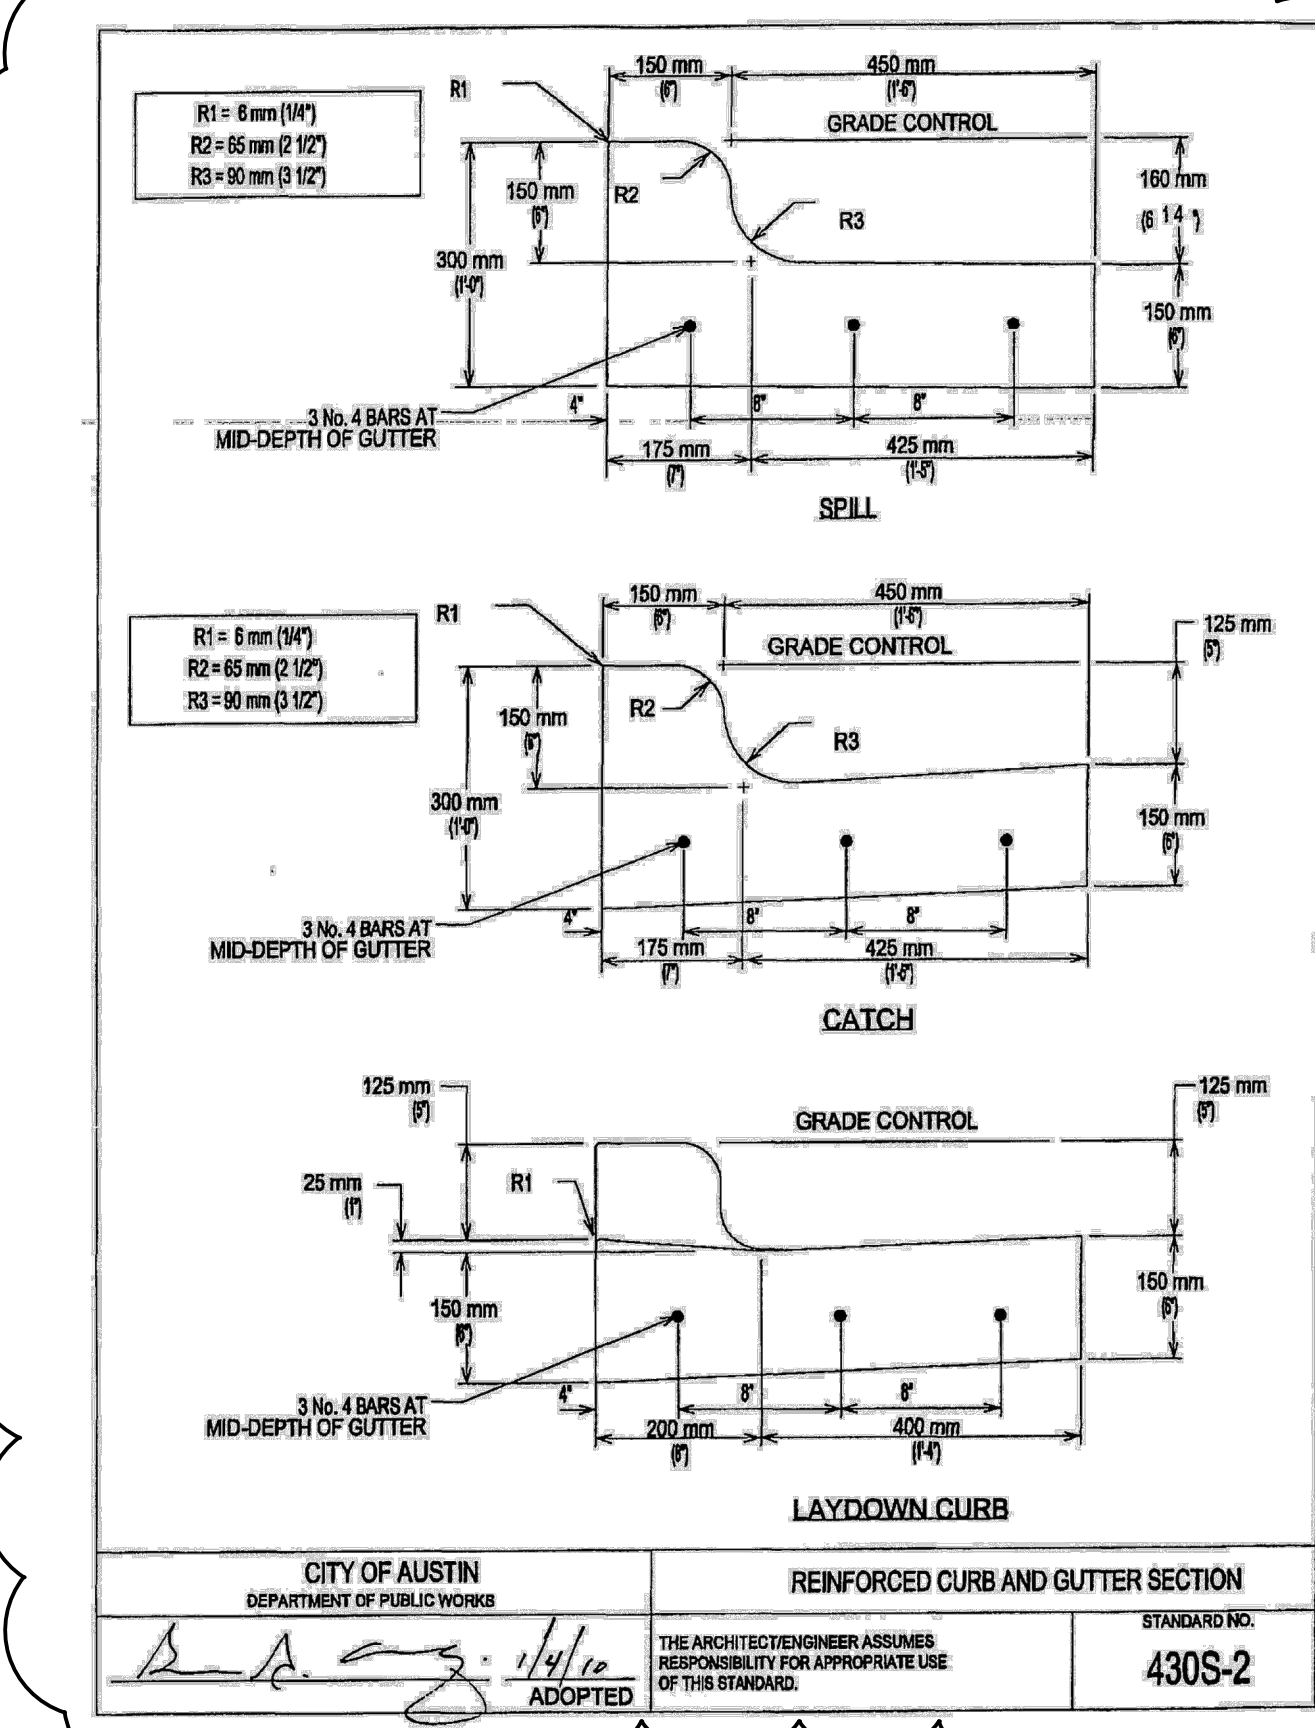 150 mm
(6")
450 mm
(1'-6")
R1
R1 = 6 mm (1/4")
R2 = 65 mm (2 1/2")
R3 = 90 mm (3 1/2")
GRADE CONTROL
150 mm
(6")
R2
R3
160 mm
(6 1 4 ")
300 mm
(1'-0")
150 mm
(6")
3 No. 4 BARS AT
MID-DEPTH OF GUTTER
4"
8"
8"
175 mm
(7")
425 mm
(1'-5")
SPILL
150 mm
(6")
450 mm
(1'-6")
R1
125 mm
(5")
R1 = 6 mm (1/4")
R2 = 65 mm (2 1/2")
R3 = 90 mm (3 1/2")
GRADE CONTROL
150 mm
(6")
R2
R3
300 mm
(1'-0")
150 mm
(6")
3 No. 4 BARS AT
MID-DEPTH OF GUTTER
4"
8"
8"
175 mm
(7")
425 mm
(1'-5")
CATCH
125 mm
(5")
125 mm
(5")
GRADE CONTROL
25 mm
(1")
R1
150 mm
(6")
150 mm
(6")
3 No. 4 BARS AT
MID-DEPTH OF GUTTER
4"
8"
8"
200 mm
(8")
400 mm
(1'-4")
LAYDOWN CURB
CITY OF AUSTIN
DEPARTMENT OF PUBLIC WORKS
REINFORCED CURB AND GUTTER SECTION
1/4/10
ADOPTED
THE ARCHITECT/ENGINEER ASSUMES
RESPONSIBILITY FOR APPROPRIATE USE
OF THIS STANDARD.
STANDARD NO.
430S-2